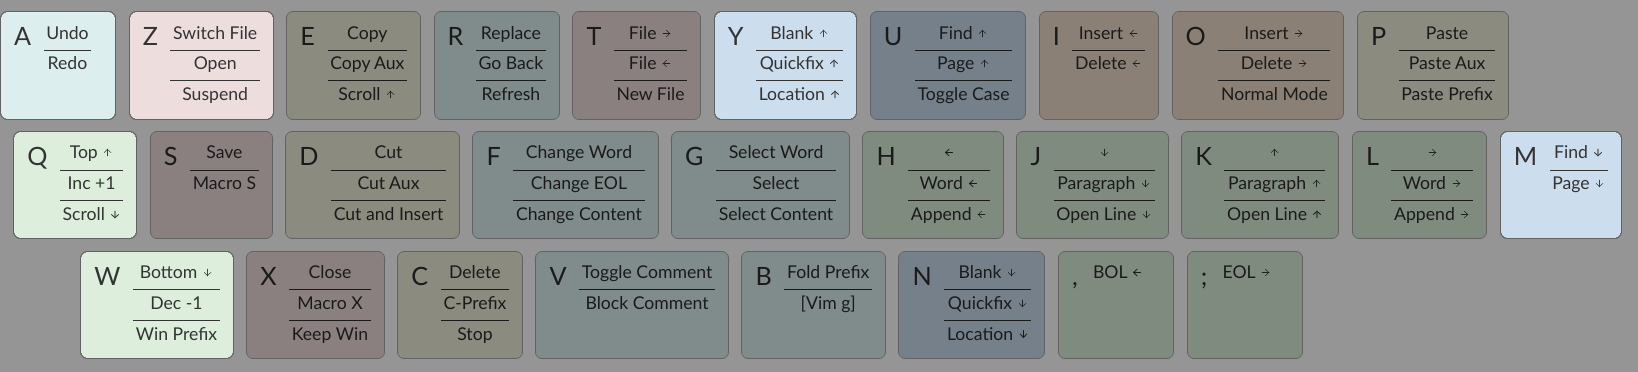 A Undo Redo
Z Switch File Open Suspend
E Copy Copy Aux Scroll ↑
R Replace Go Back Refresh
T File → File ← New File
Y Blank ↑ Quickfix ↑ Location ↑
U Find ↑ Page ↑ Toggle Case
I Insert ← Delete ←
O Insert → Delete → Normal Mode
P Paste Paste Aux Paste Prefix
Q Top ↑ Inc +1 Scroll ↓
S Save Macro S
D Cut Cut Aux Cut and Insert
F Change Word Change EOL Change Content
G Select Word Select Select Content
H ← Word ← Append ←
J ↓ Paragraph ↓ Open Line ↓
K ↑ Paragraph ↑ Open Line ↑
L → Word → Append →
M Find ↓ Page ↓
W Bottom ↓ Dec -1 Win Prefix
X Close Macro X Keep Win
C Delete C-Prefix Stop
V Toggle Comment Block Comment
B Fold Prefix [Vim g]
N Blank ↓ Quickfix ↓ Location ↓
, BOL ←
; EOL →